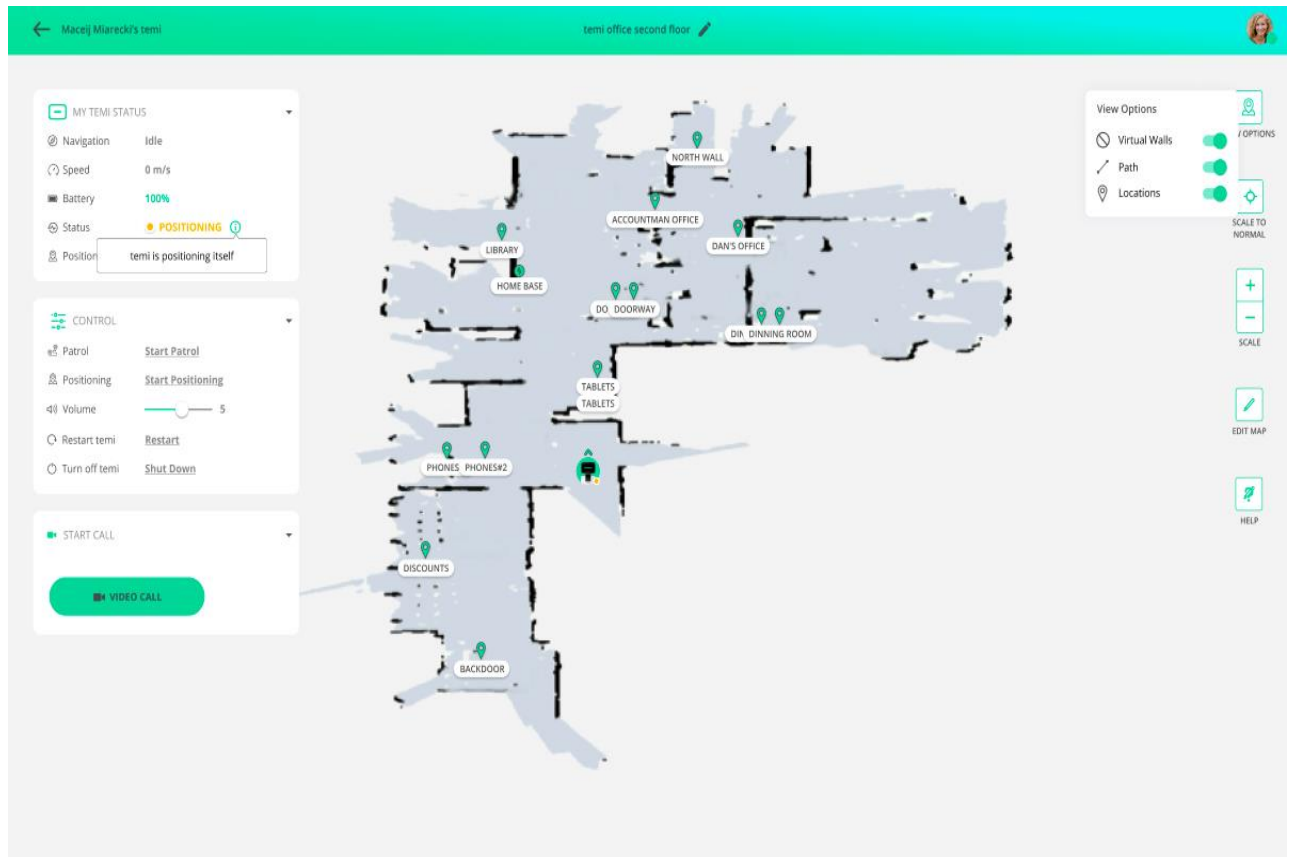 Maceij Miarecki's temi
temi office second floor
MY TEMI STATUS
Navigation Idle
Speed 0 m/s
Battery 100%
Status POSITIONING
Position
temi is positioning itself
CONTROL
Patrol Start Patrol
Positioning Start Positioning
Volume 5
Restart temi Restart
Turn off temi Shut Down
START CALL
VIDEO CALL
NORTH WALL
ACCOUNTMAN OFFICE
LIBRARY
DAN'S OFFICE
HOME BASE
DO DOORWAY
DIN DINNING ROOM
TABLETS
TABLETS
PHONES PHONES#2
DISCOUNTS
BACKDOOR
View Options
Virtual Walls
Path
Locations
OPTIONS
SCALE TO
NORMAL
+
−
SCALE
EDIT MAP
HELP